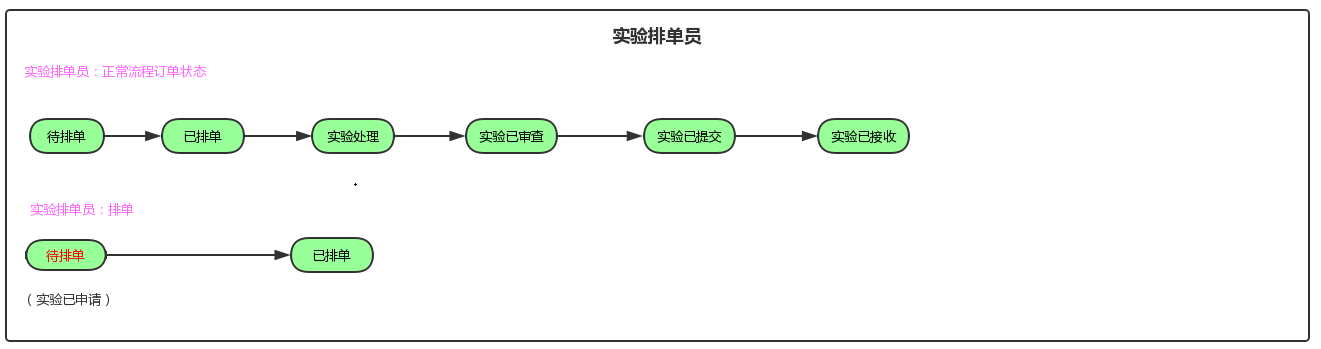 实验排单员
实验排单员：正常流程订单状态
待排单 已排单 实验处理 实验已审查 实验已提交 实验已接收
实验排单员：排单
待排单 已排单
（实验已申请）